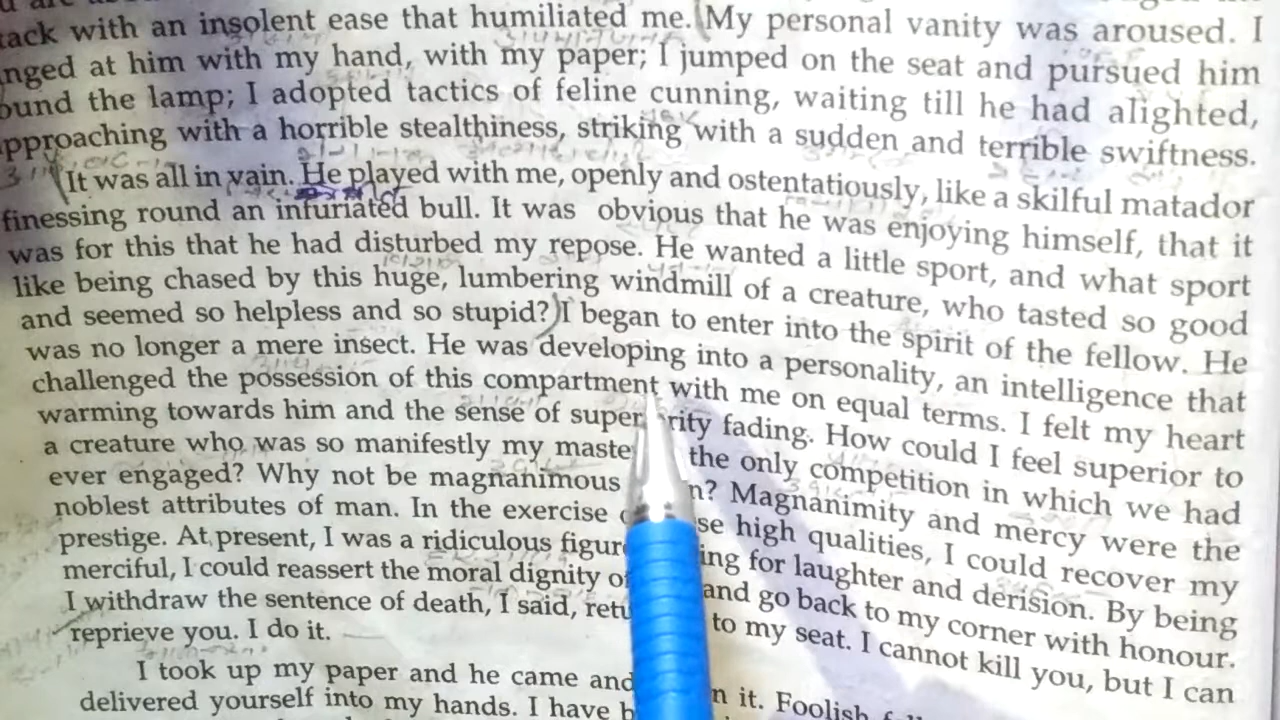 tack with an insolent ease that humiliated me. (My personal vanity was aroused. I
nged at him with my hand, with my paper; I jumped on the seat and pursued him
ound the lamp; I adopted tactics of feline cunning, waiting till he had alighted,
pproaching with a horrible stealthiness, striking with a sudden and terrible swiftness.
It was all in vain. He played with me, openly and ostentatiously, like a skilful matador
finessing round an infuriated bull. It was obvious that he was enjoying himself, that it
was for this that he had disturbed my repose. He wanted a little sport, and what sport
like being chased by this huge, lumbering windmill of a creature, who tasted so good
and seemed so helpless and so stupid? I began to enter into the spirit of the fellow. He
was no longer a mere insect. He was developing into a personality, an intelligence that
challenged the possession of this compartment with me on equal terms. I felt my heart
warming towards him and the sense of super rity fading. How could I feel superior to
a creature who was so manifestly my maste the only competition in which we had
ever engaged? Why not be magnanimous n? Magnanimity and mercy were the
noblest attributes of man. In the exercise se high qualities, I could recover my
prestige. At present, I was a ridiculous figur ing for laughter and derision. By being
merciful, I could reassert the moral dignity of and go back to my corner with honour.
I withdraw the sentence of death, I said, retu to my seat. I cannot kill you, but I can
reprieve you. I do it.
I took up my paper and he came and n it. Foolish
delivered yourself into my hands. I have b